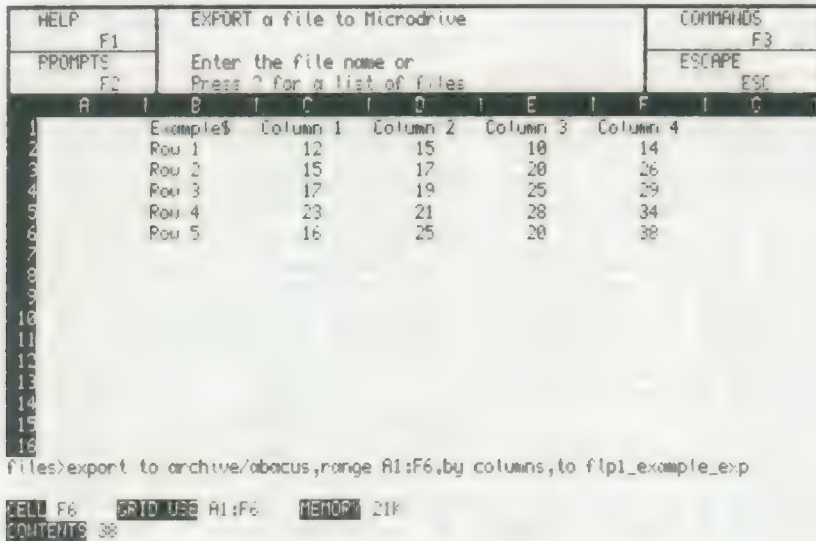 HELP EXPORT a file to Microdrive COMMANDS
F1 F3
PROMPTS Enter the file name or ESCAPE
F2 Press ? for a list of files ESC
A | B | C | D | E | F | G
1 Example$ Column 1 Column 2 Column 3 Column 4
2 Row 1 12 15 10 14
3 Row 2 15 17 20 26
4 Row 3 17 19 25 29
5 Row 4 23 21 28 34
6 Row 5 16 25 20 38
7
8
9
10
11
12
13
14
15
16
files>export to archive/abacus,range A1:F6,by columns,to flp1_example_exp
CELL F6 GRID USE A1:F6 MEMORY 21K
CONTENTS 38